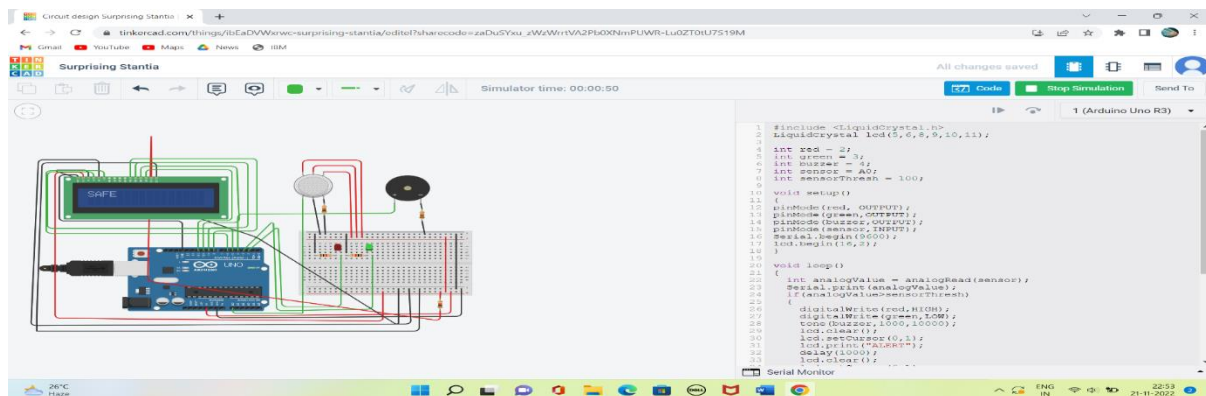 Circuit design Surprising Stantia
tinkercad.com/things/ibEaDVWxrwc-surprising-stantia/editel?sharecode=zaDuSYxu_zWzWrrtVA2Pb0XNmPUWR-Lu0ZT0tU7S19M
Gmail YouTube Maps News IBM
TIN
KER
CAD
Surprising Stantia
All changes saved
Simulator time: 00:00:50
Code
Stop Simulation
Send To
1 (Arduino Uno R3)
SAFE
UNO
ARDUINO
1 #include <LiquidCrystal.h>
2 LiquidCrystal lcd(5,6,8,9,10,11);
3
4 int red = 2;
5 int green = 3;
6 int buzzer = 4;
7 int sensor = A0;
8 int sensorThresh = 100;
9
10 void setup()
11 {
12 pinMode(red, OUTPUT);
13 pinMode(green,OUTPUT);
14 pinMode(buzzer,OUTPUT);
15 pinMode(sensor,INPUT);
16 Serial.begin(9600);
17 lcd.begin(16,2);
18 }
19
20 void loop()
21 {
22 int analogValue = analogRead(sensor);
23 Serial.print(analogValue);
24 if(analogValue>sensorThresh)
25 {
26 digitalWrite(red,HIGH);
27 digitalWrite(green,LOW);
28 tone(buzzer,1000,10000);
29 lcd.clear();
30 lcd.setCursor(0,1);
31 lcd.print("ALERT");
32 delay(1000);
33 lcd.clear();
Serial Monitor
26°C
Haze
ENG
IN
22:53
21-11-2022